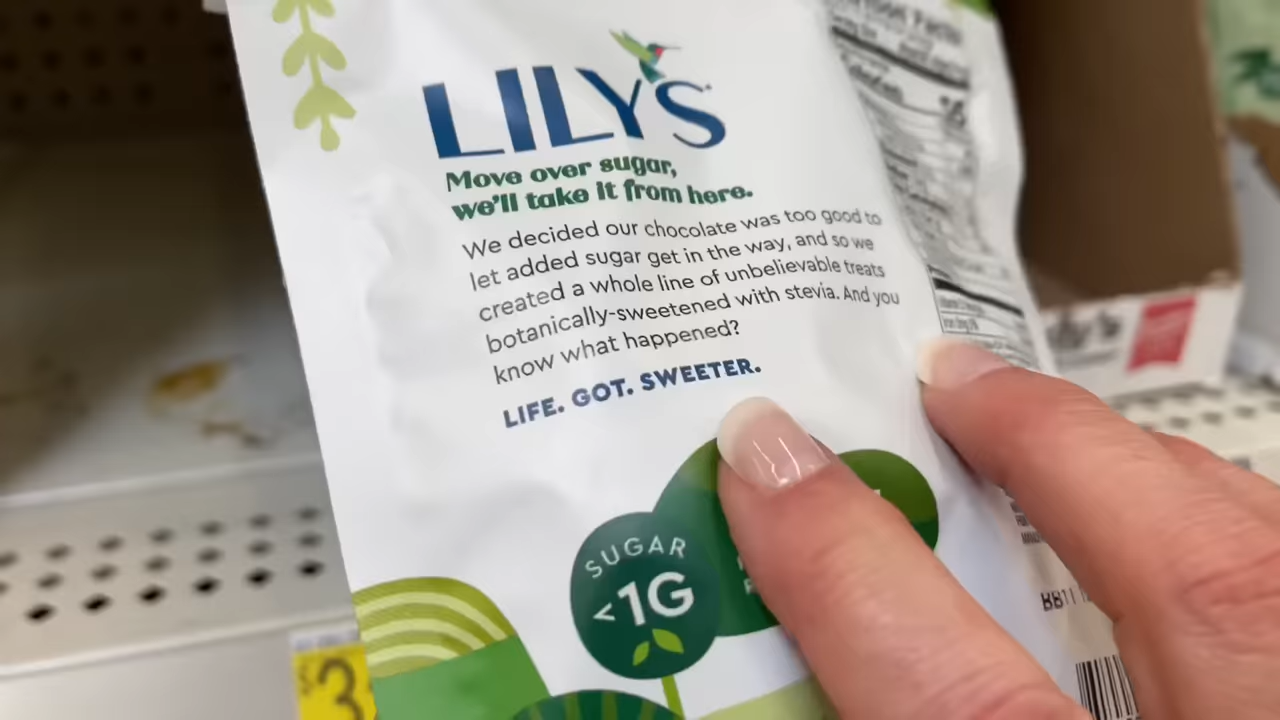 LILY'S
Move over sugar,
we'll take it from here.
We decided our chocolate was too good to
let added sugar get in the way, and so we
created a whole line of unbelievable treats
botanically-sweetened with stevia. And you
know what happened?
LIFE. GOT. SWEETER.
SUGAR
<1G
$3